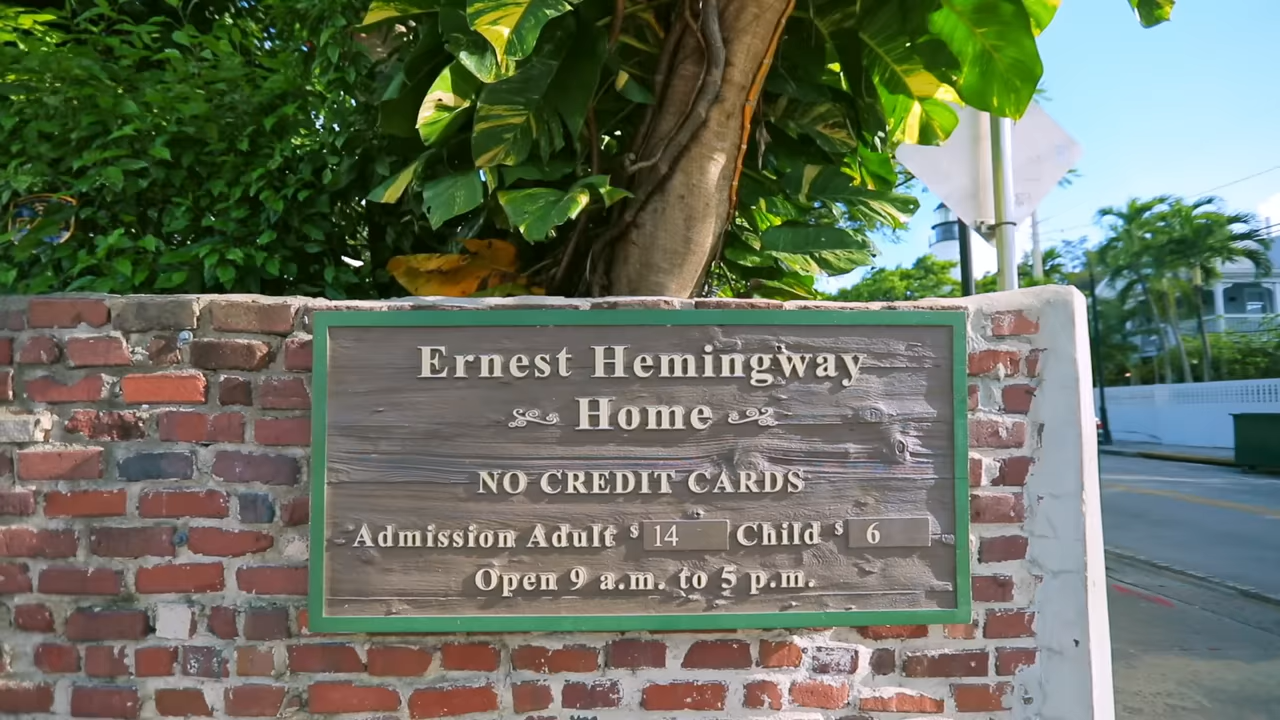 Ernest Hemingway
Home
NO CREDIT CARDS
Admission Adult $ 14 Child $ 6
Open 9 a.m. to 5 p.m.